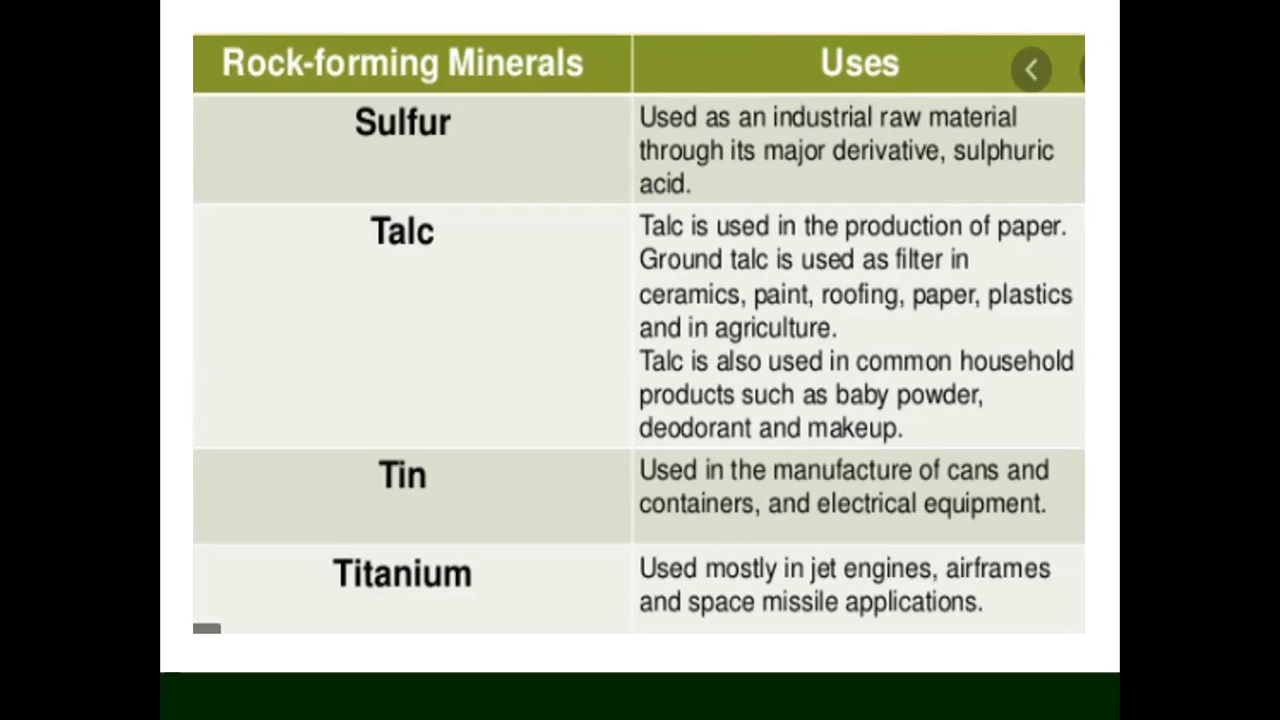 Rock-forming Minerals
Uses
Sulfur
Used as an industrial raw material
through its major derivative, sulphuric
acid.
Talc
Talc is used in the production of paper.
Ground talc is used as filter in
ceramics, paint, roofing, paper, plastics
and in agriculture.
Talc is also used in common household
products such as baby powder,
deodorant and makeup.
Tin
Used in the manufacture of cans and
containers, and electrical equipment.
Titanium
Used mostly in jet engines, airframes
and space missile applications.